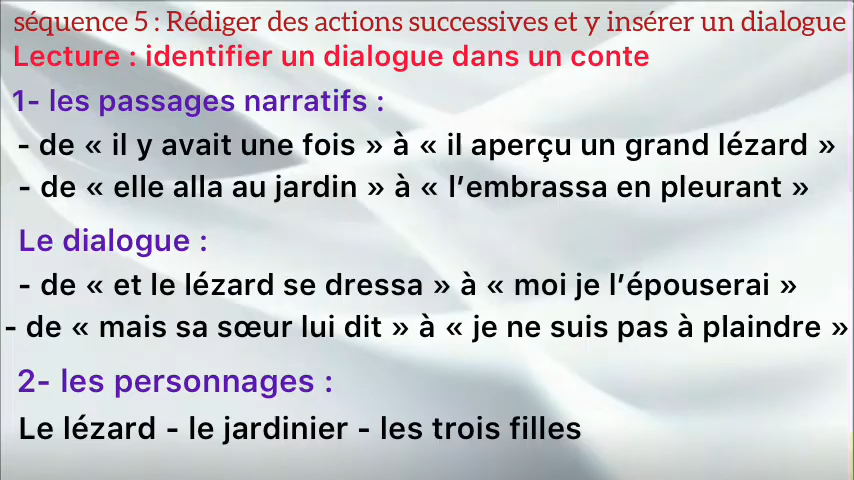 séquence 5 : Rédiger des actions successives et y insérer un dialogue
Lecture : identifier un dialogue dans un conte
1- les passages narratifs :
- de « il y avait une fois » à « il aperçu un grand lézard »
- de « elle alla au jardin » à « l’embrassa en pleurant »
Le dialogue :
- de « et le lézard se dressa » à « moi je l’épouserai »
- de « mais sa sœur lui dit » à « je ne suis pas à plaindre »
2- les personnages :
Le lézard - le jardinier - les trois filles